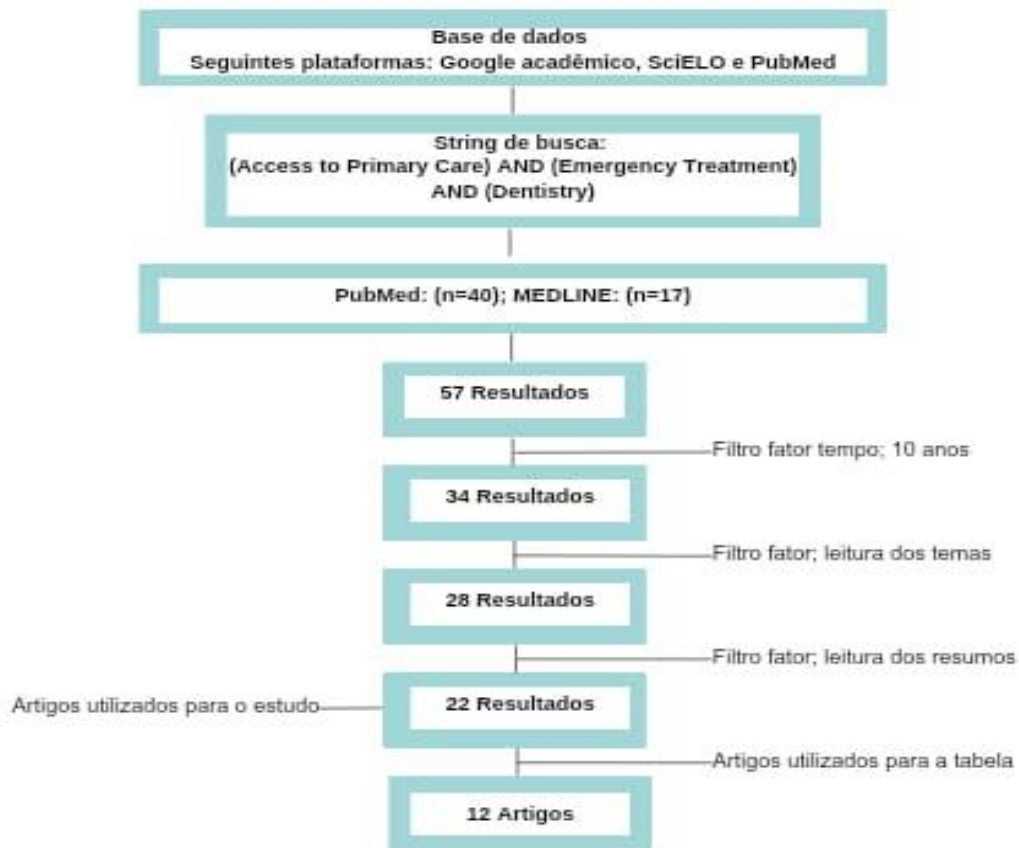 Base de dados
Seguintes plataformas: Google acadêmico, SciELO e PubMed
String de busca:
(Access to Primary Care) AND (Emergency Treatment)
AND (Dentistry)
PubMed: (n=40); MEDLINE: (n=17)
57 Resultados
Filtro fator tempo; 10 anos
34 Resultados
Filtro fator; leitura dos temas
28 Resultados
Filtro fator; leitura dos resumos
Artigos utilizados para o estudo
22 Resultados
Artigos utilizados para a tabela
12 Artigos